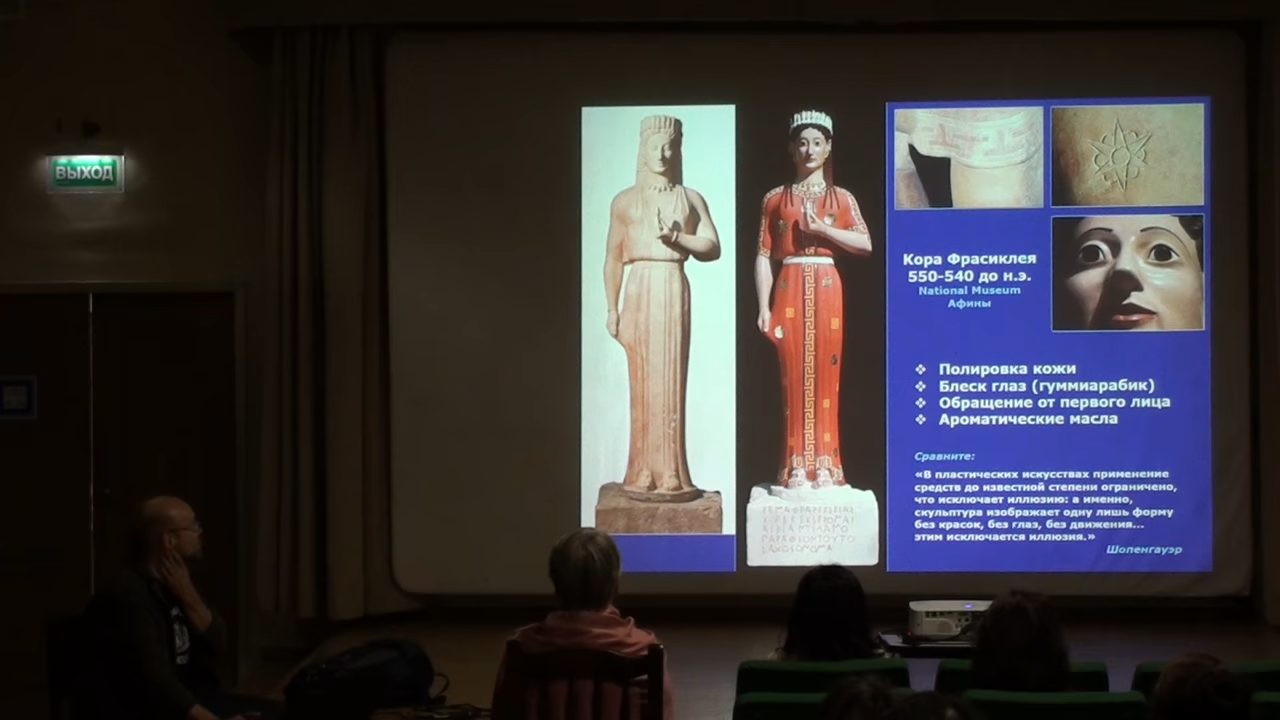 ВЫХОД
Кора Фрасиклея
550-540 до н.э.
National Museum
Афины
❖ Полировка кожи
❖ Блеск глаз (гуммиарабик)
❖ Обращение от первого лица
❖ Ароматические масла
Сравните:
«В пластических искусствах применение
средств до известной степени ограничено,
что исключает иллюзию: а именно,
скульптура изображает одну лишь форму
без красок, без глаз, без движения...
этим исключается иллюзия.»
Шопенгауэр